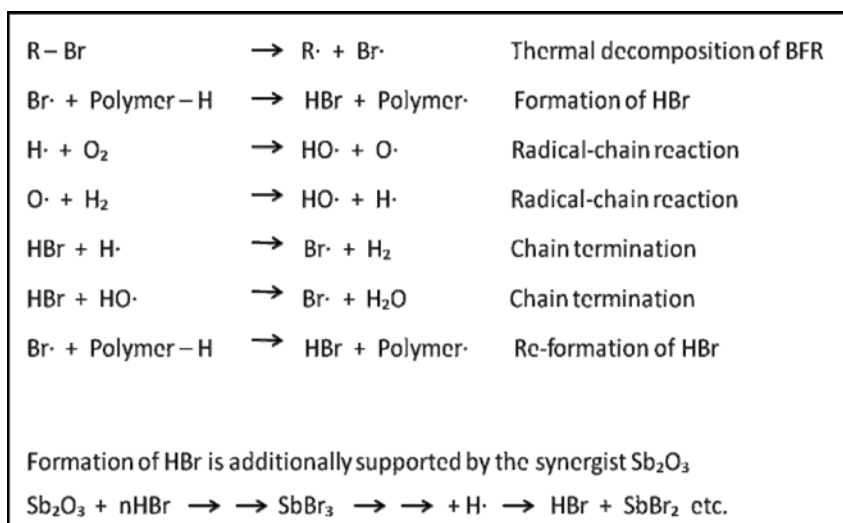 R – Br → R· + Br· Thermal decomposition of BFR
Br· + Polymer – H → HBr + Polymer· Formation of HBr
H· + O₂ → HO· + O· Radical-chain reaction
O· + H₂ → HO· + H· Radical-chain reaction
HBr + H· → Br· + H₂ Chain termination
HBr + HO· → Br· + H₂O Chain termination
Br· + Polymer – H → HBr + Polymer· Re-formation of HBr
Formation of HBr is additionally supported by the synergist Sb₂O₃
Sb₂O₃ + nHBr → → SbBr₃ → → + H· → HBr + SbBr₂ etc.